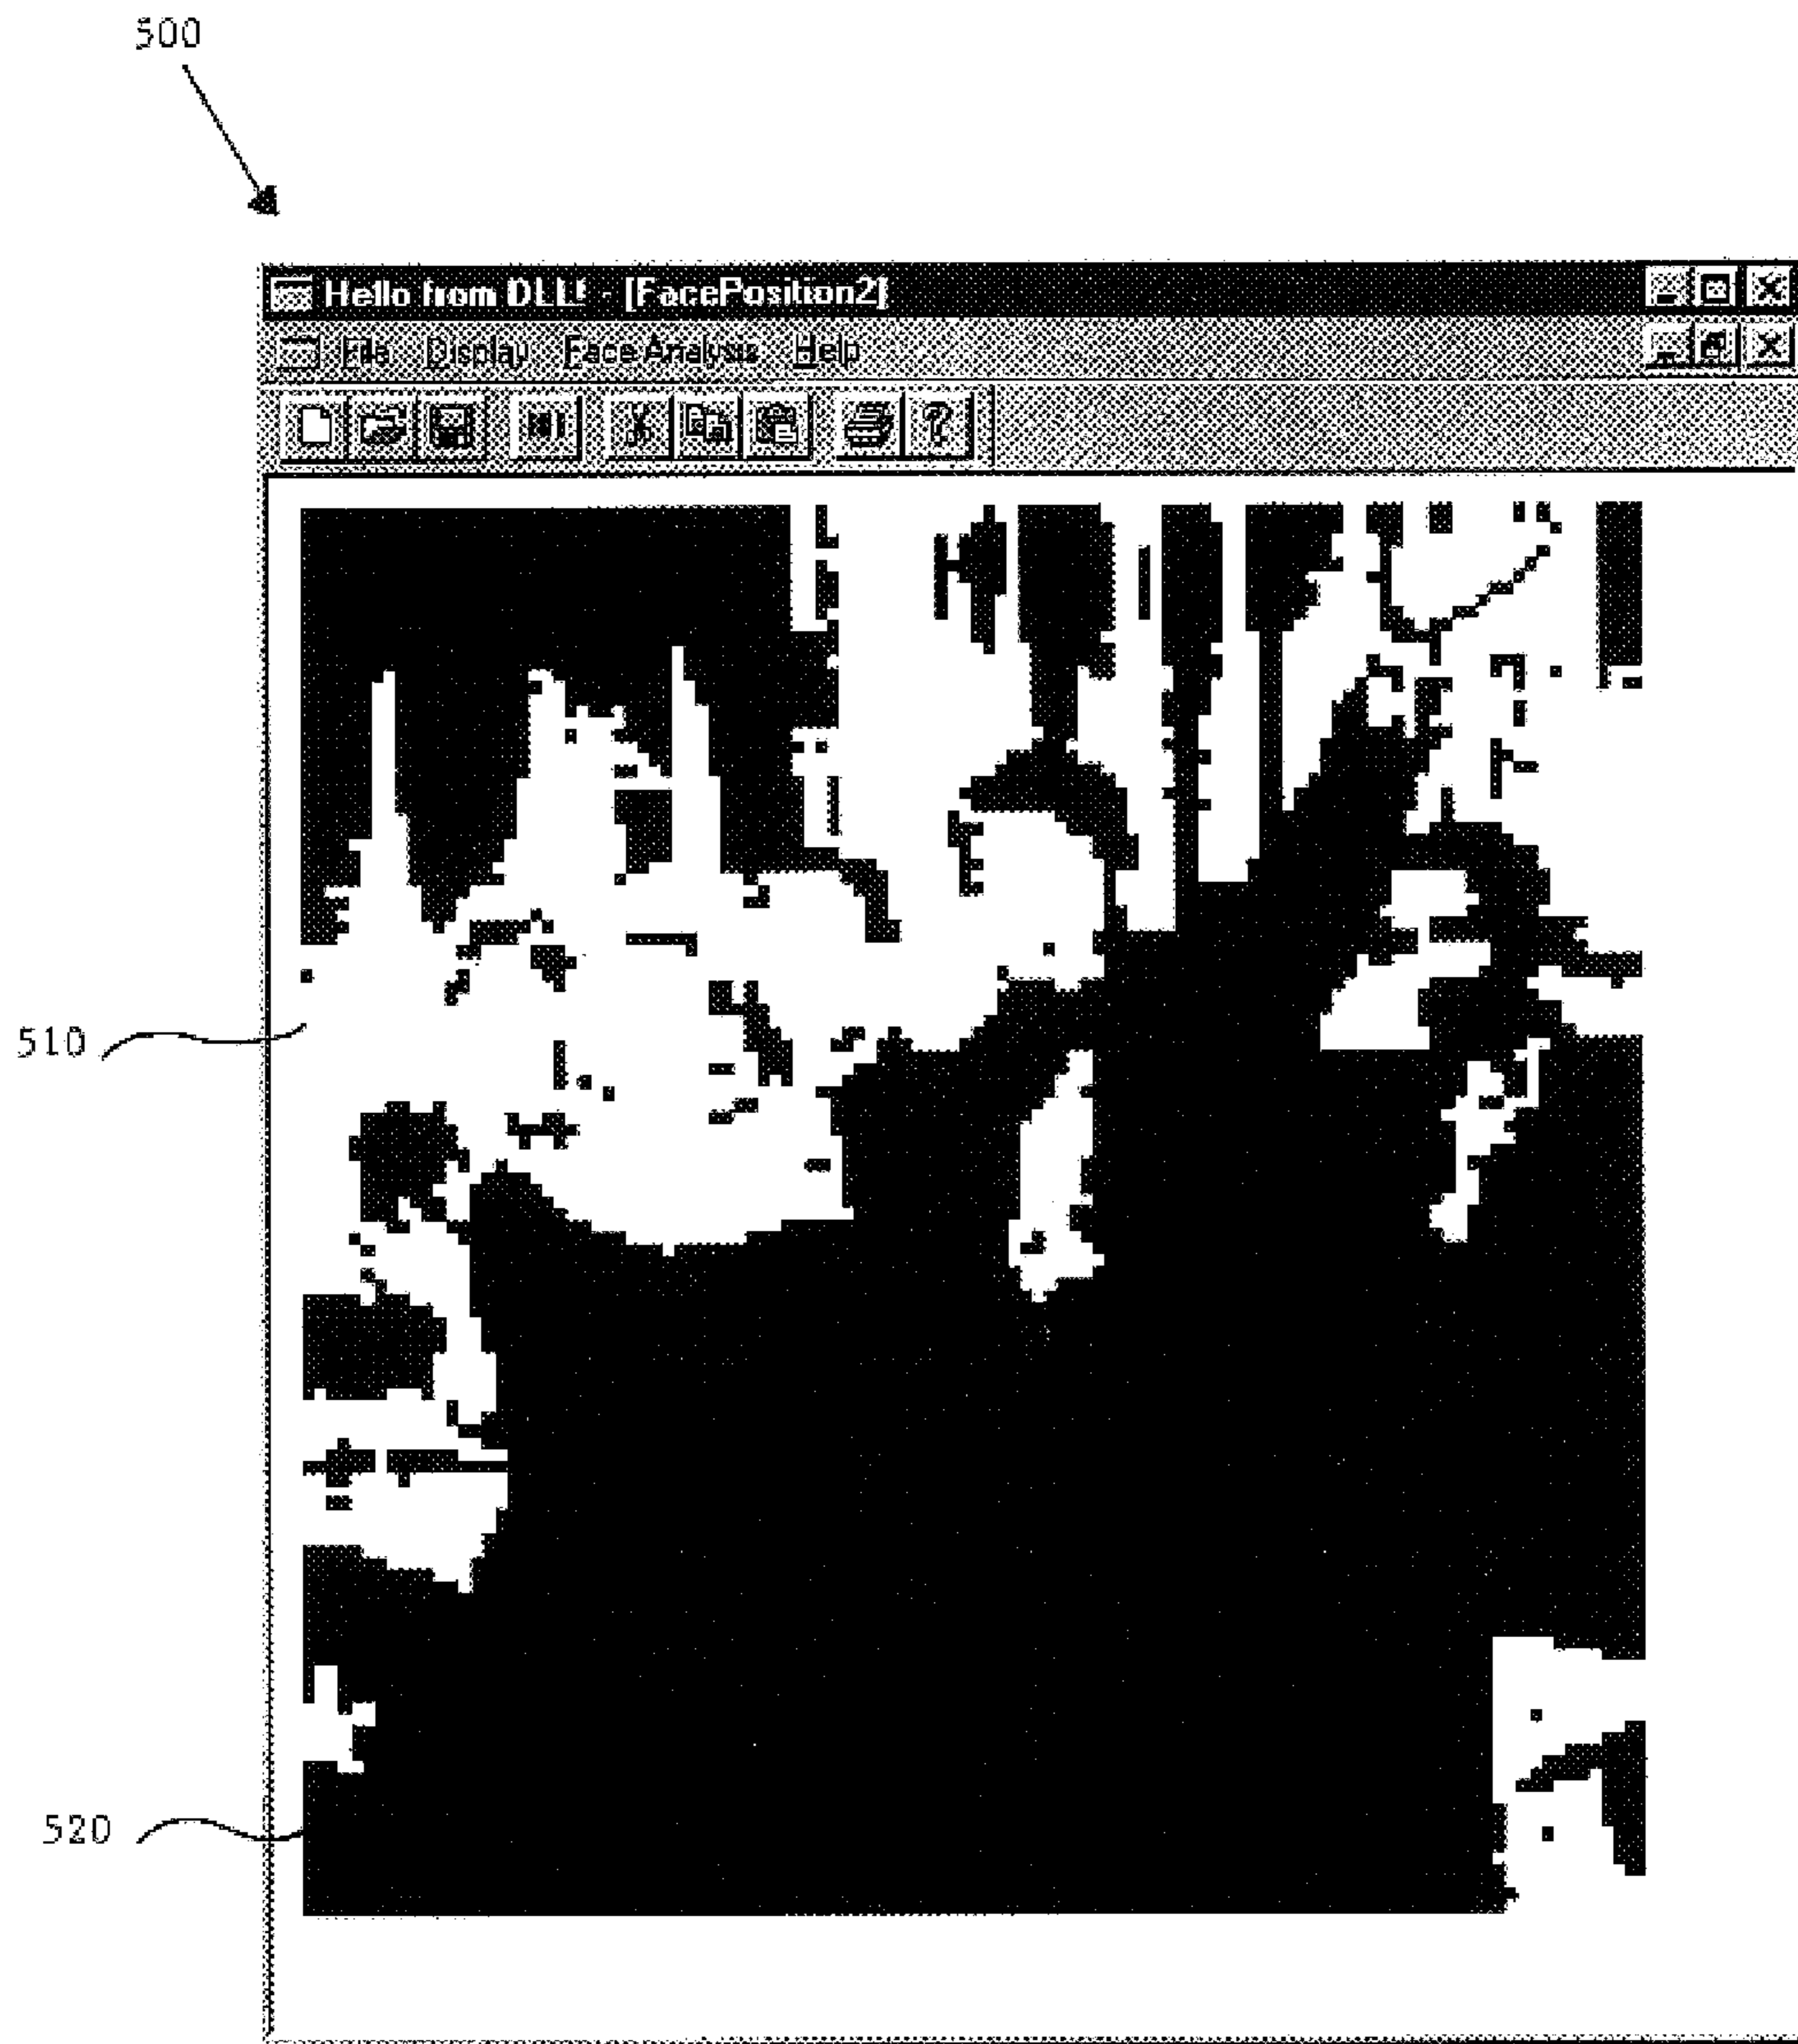 500
Hello from DLL! - [FacePosition2]
File Display Face Analysis Help
510
520